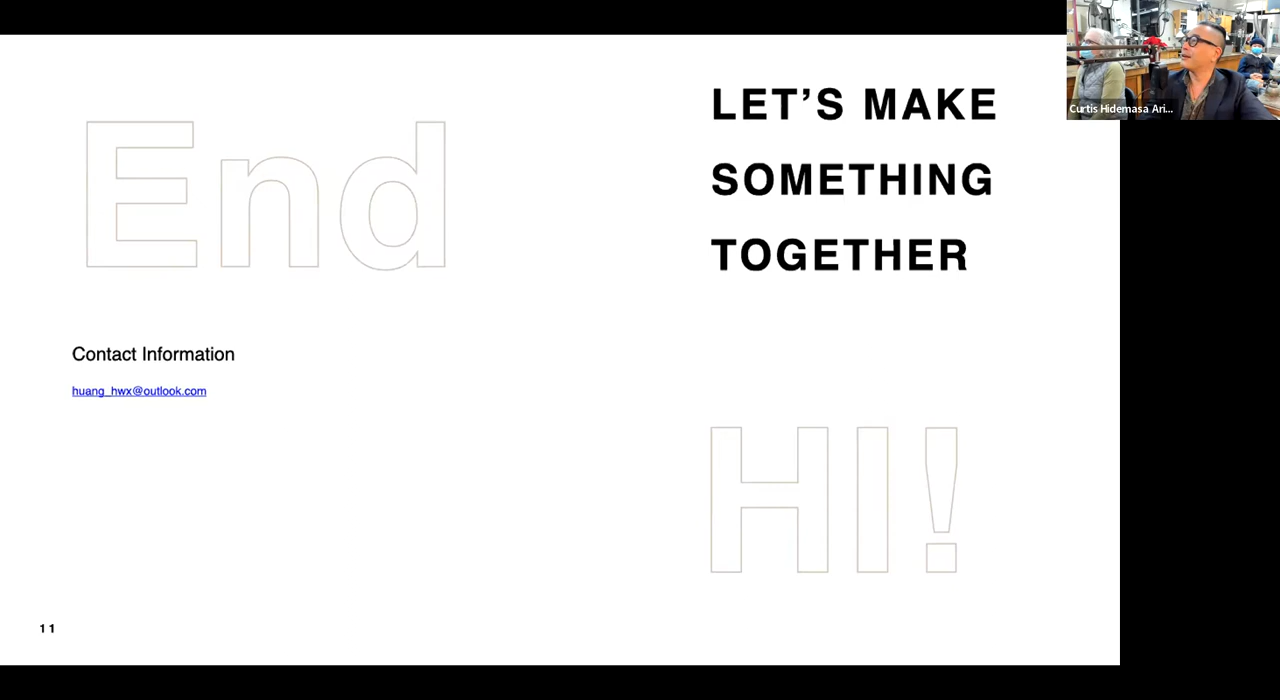 End
Contact Information
huang_hwx@outlook.com
11
LET'S MAKE
SOMETHING
TOGETHER
HI!
Curtis Hidemasa Ari...